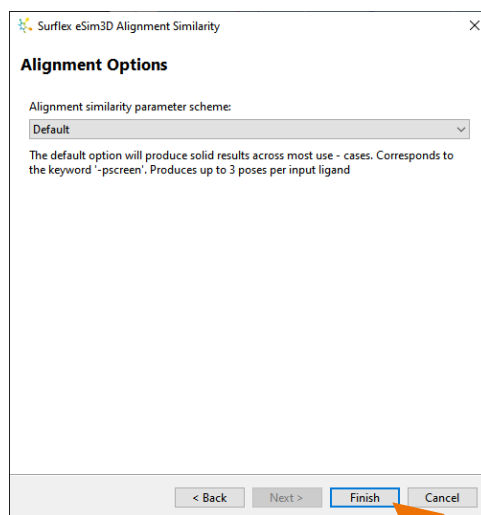 Surflex eSim3D Alignment Similarity
Alignment Options
Alignment similarity parameter scheme:
Default
The default option will produce solid results across most use - cases. Corresponds to
the keyword '-pscreen'. Produces up to 3 poses per input ligand
< Back Next > Finish Cancel